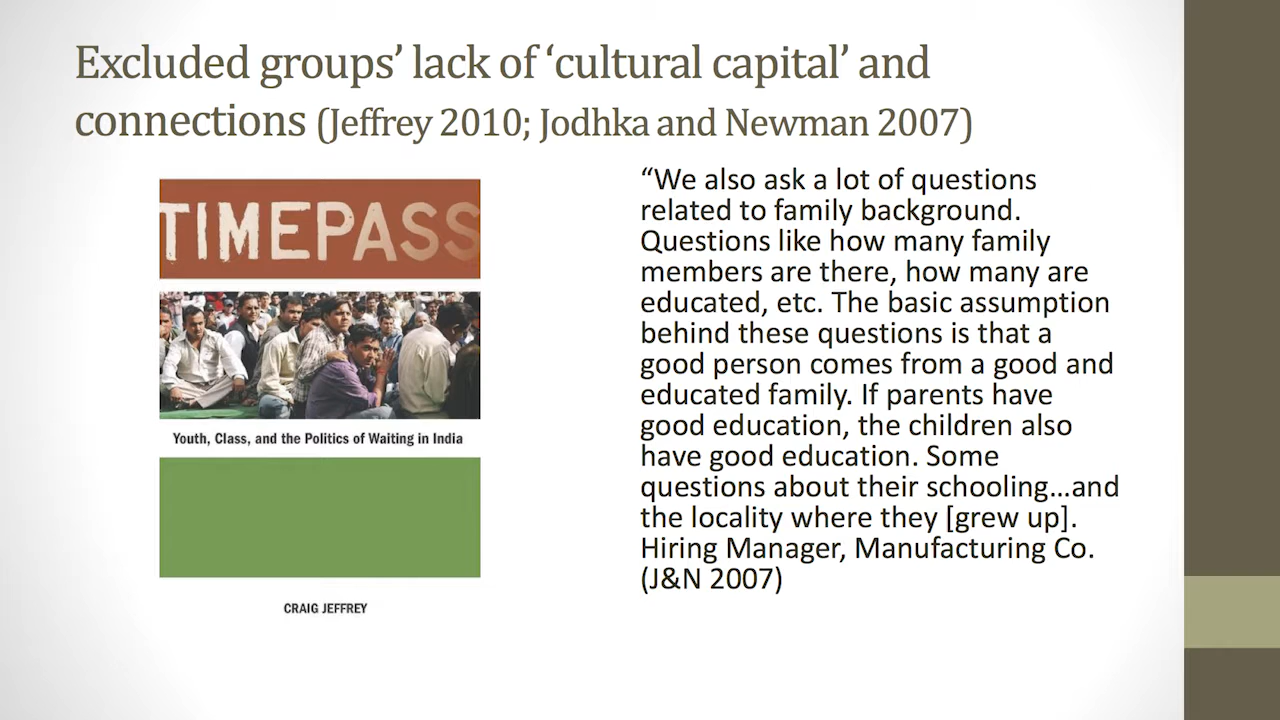 Excluded groups’ lack of ‘cultural capital’ and
connections (Jeffrey 2010; Jodhka and Newman 2007)
TIMEPASS
Youth, Class, and the Politics of Waiting in India
CRAIG JEFFREY
“We also ask a lot of questions
related to family background.
Questions like how many family
members are there, how many are
educated, etc. The basic assumption
behind these questions is that a
good person comes from a good and
educated family. If parents have
good education, the children also
have good education. Some
questions about their schooling…and
the locality where they [grew up].
Hiring Manager, Manufacturing Co.
(J&N 2007)